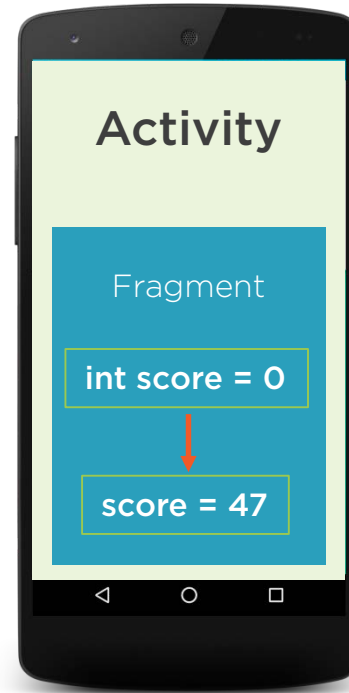 Activity
Fragment
int score = 0
score = 47